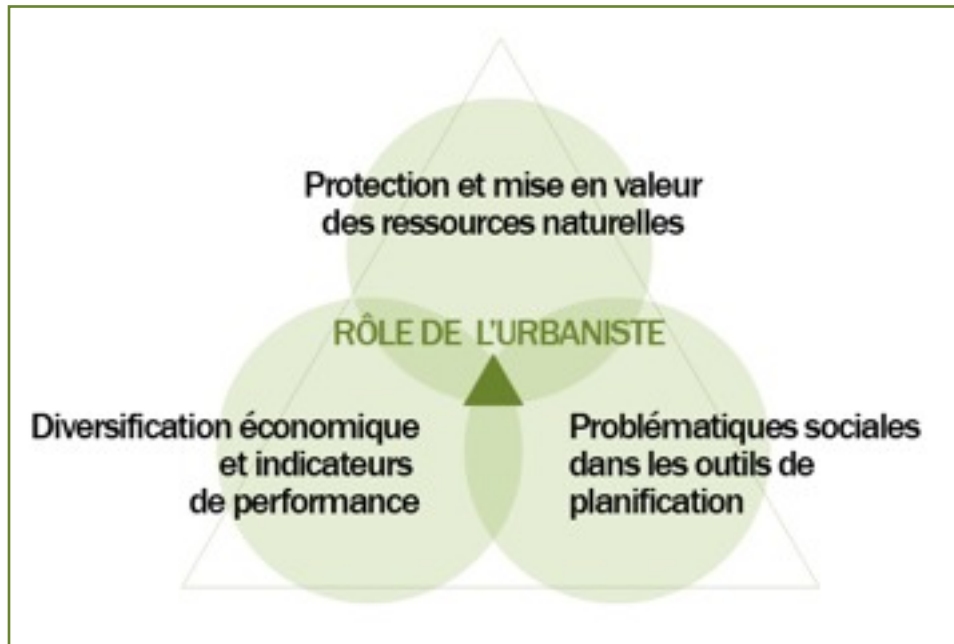 Protection et mise en valeur
des ressources naturelles
RÔLE DE L'URBANISTE
Diversification économique
et indicateurs
de performance
Problématiques sociales
dans les outils de
planification